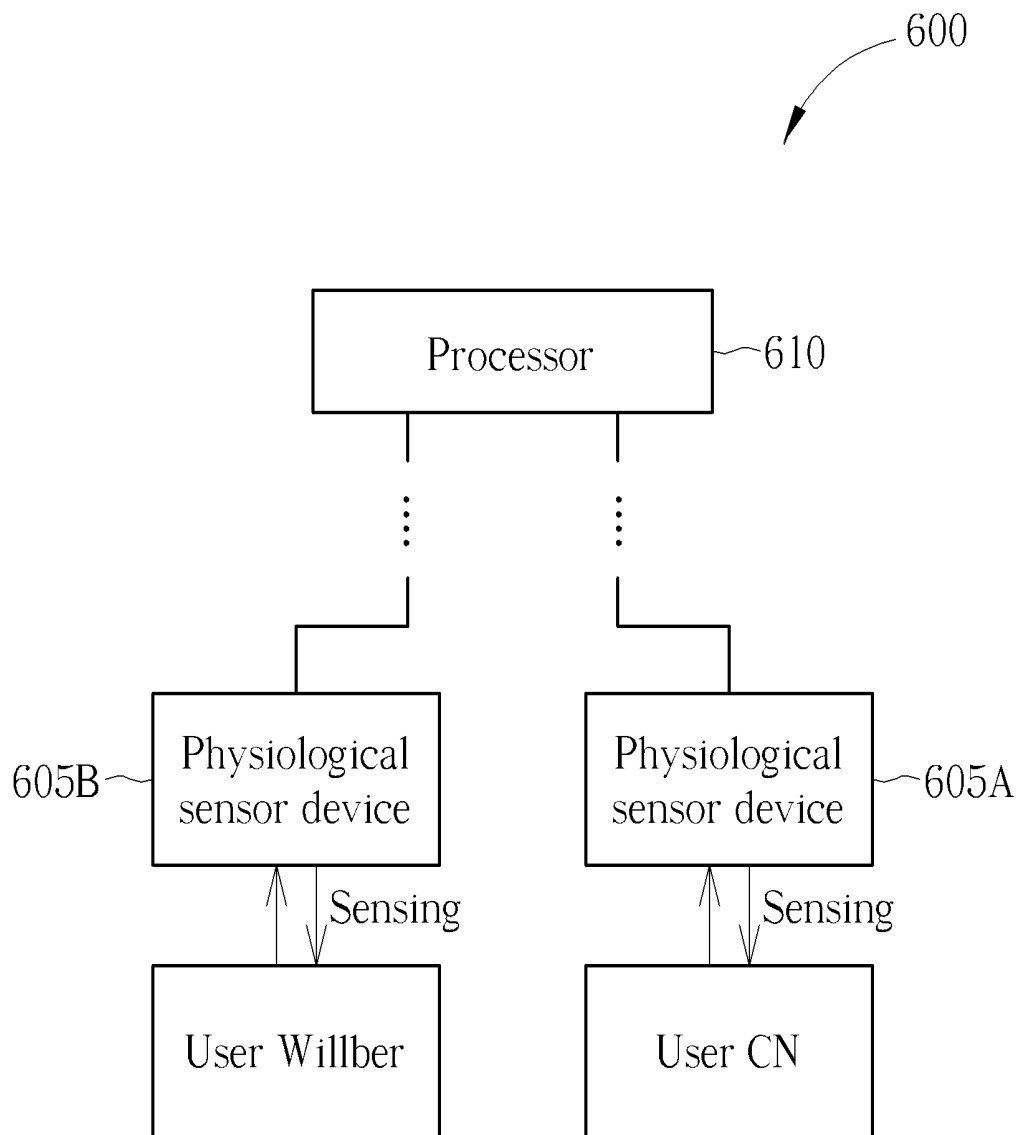 600
Processor
610
Physiological
sensor device
605B
Physiological
sensor device
605A
Sensing
Sensing
User Willber
User CN